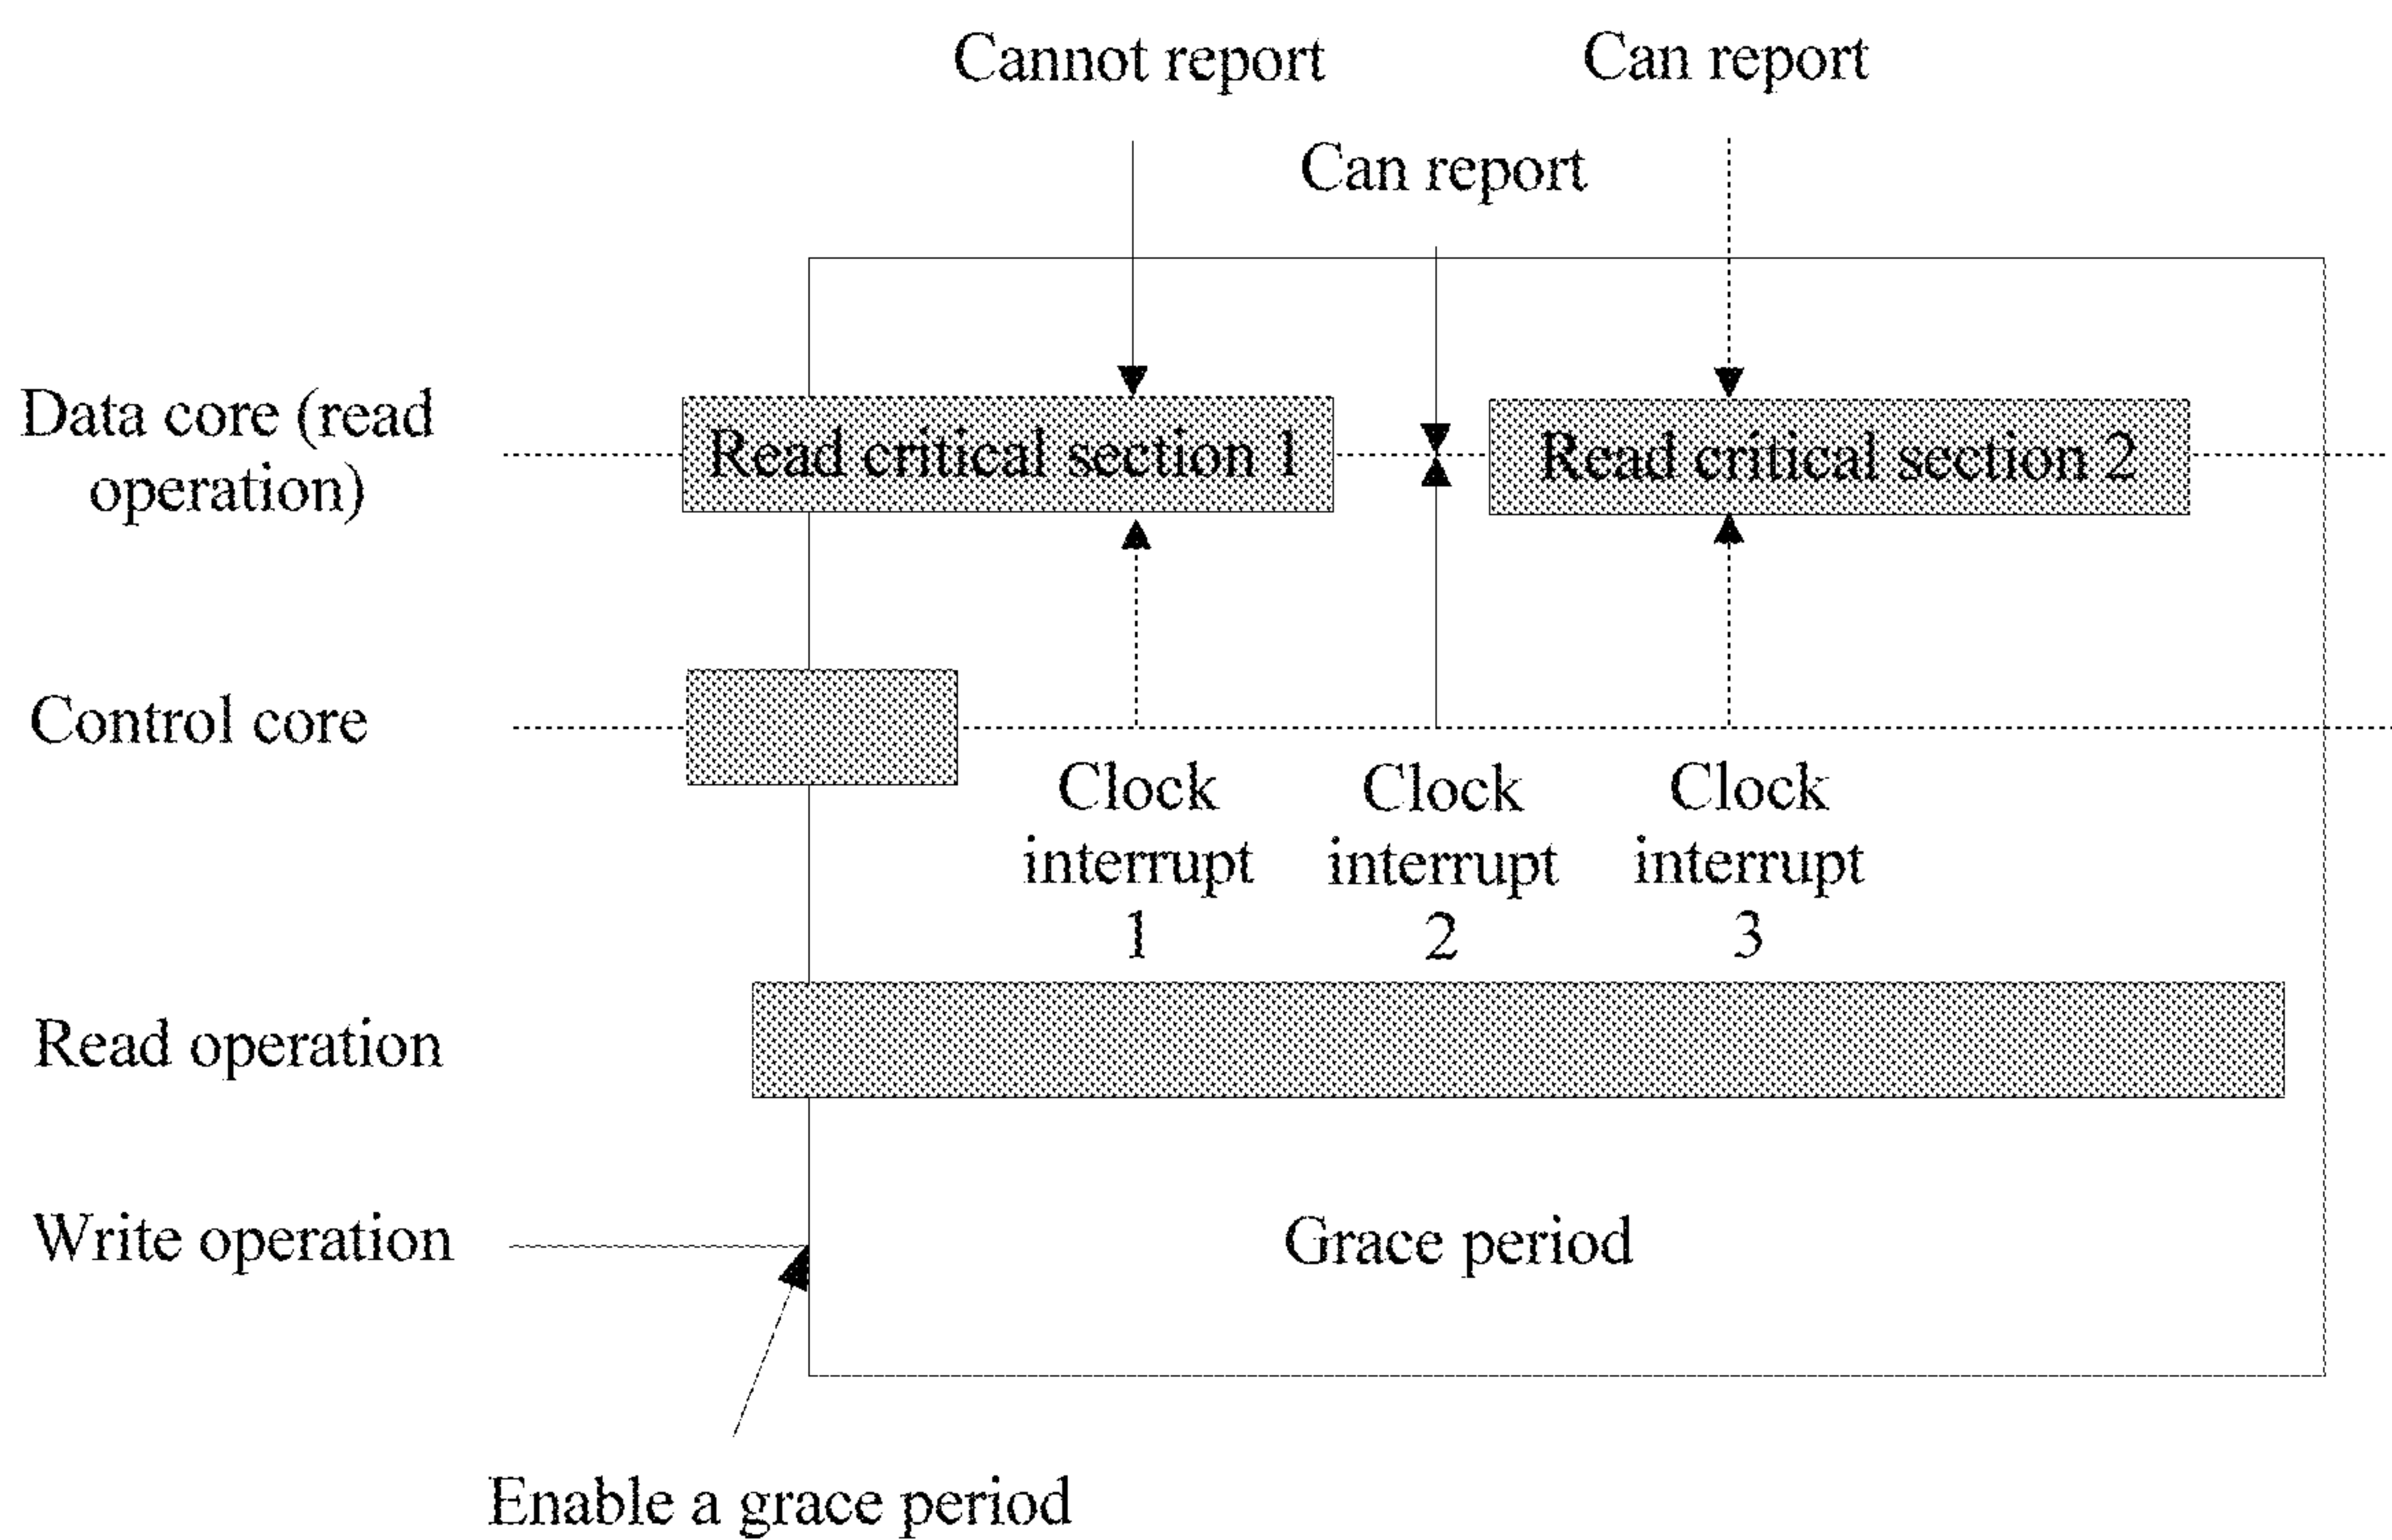 Cannot report
Can report
Can report
Data core (read
operation)
Read critical section 1
Read critical section 2
Control core
Clock
interrupt
1
Clock
interrupt
2
Clock
interrupt
3
Read operation
Write operation
Grace period
Enable a grace period